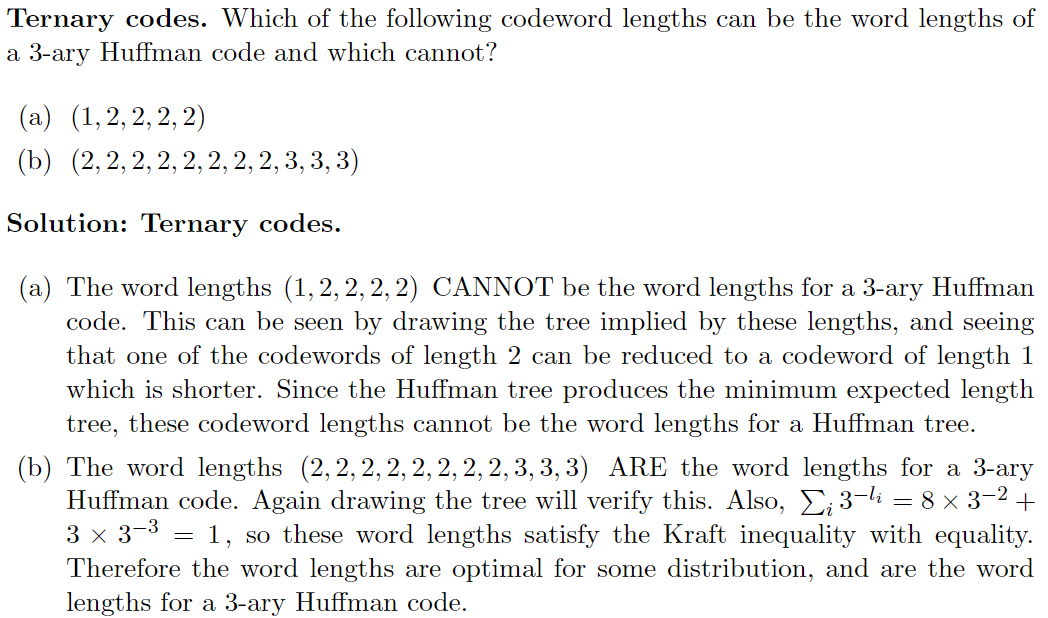 Ternary codes. Which of the following codeword lengths can be the word lengths of
a 3-ary Huffman code and which cannot?
(a) (1, 2, 2, 2, 2)
(b) (2, 2, 2, 2, 2, 2, 2, 2, 3, 3, 3)
Solution: Ternary codes.
(a) The word lengths (1, 2, 2, 2, 2) CANNOT be the word lengths for a 3-ary Huffman
code. This can be seen by drawing the tree implied by these lengths, and seeing
that one of the codewords of length 2 can be reduced to a codeword of length 1
which is shorter. Since the Huffman tree produces the minimum expected length
tree, these codeword lengths cannot be the word lengths for a Huffman tree.
(b) The word lengths (2, 2, 2, 2, 2, 2, 2, 2, 3, 3, 3) ARE the word lengths for a 3-ary
Huffman code. Again drawing the tree will verify this. Also, ∑ᵢ 3^{−lᵢ} = 8 × 3^{−2} +
3 × 3^{−3} = 1, so these word lengths satisfy the Kraft inequality with equality.
Therefore the word lengths are optimal for some distribution, and are the word
lengths for a 3-ary Huffman code.